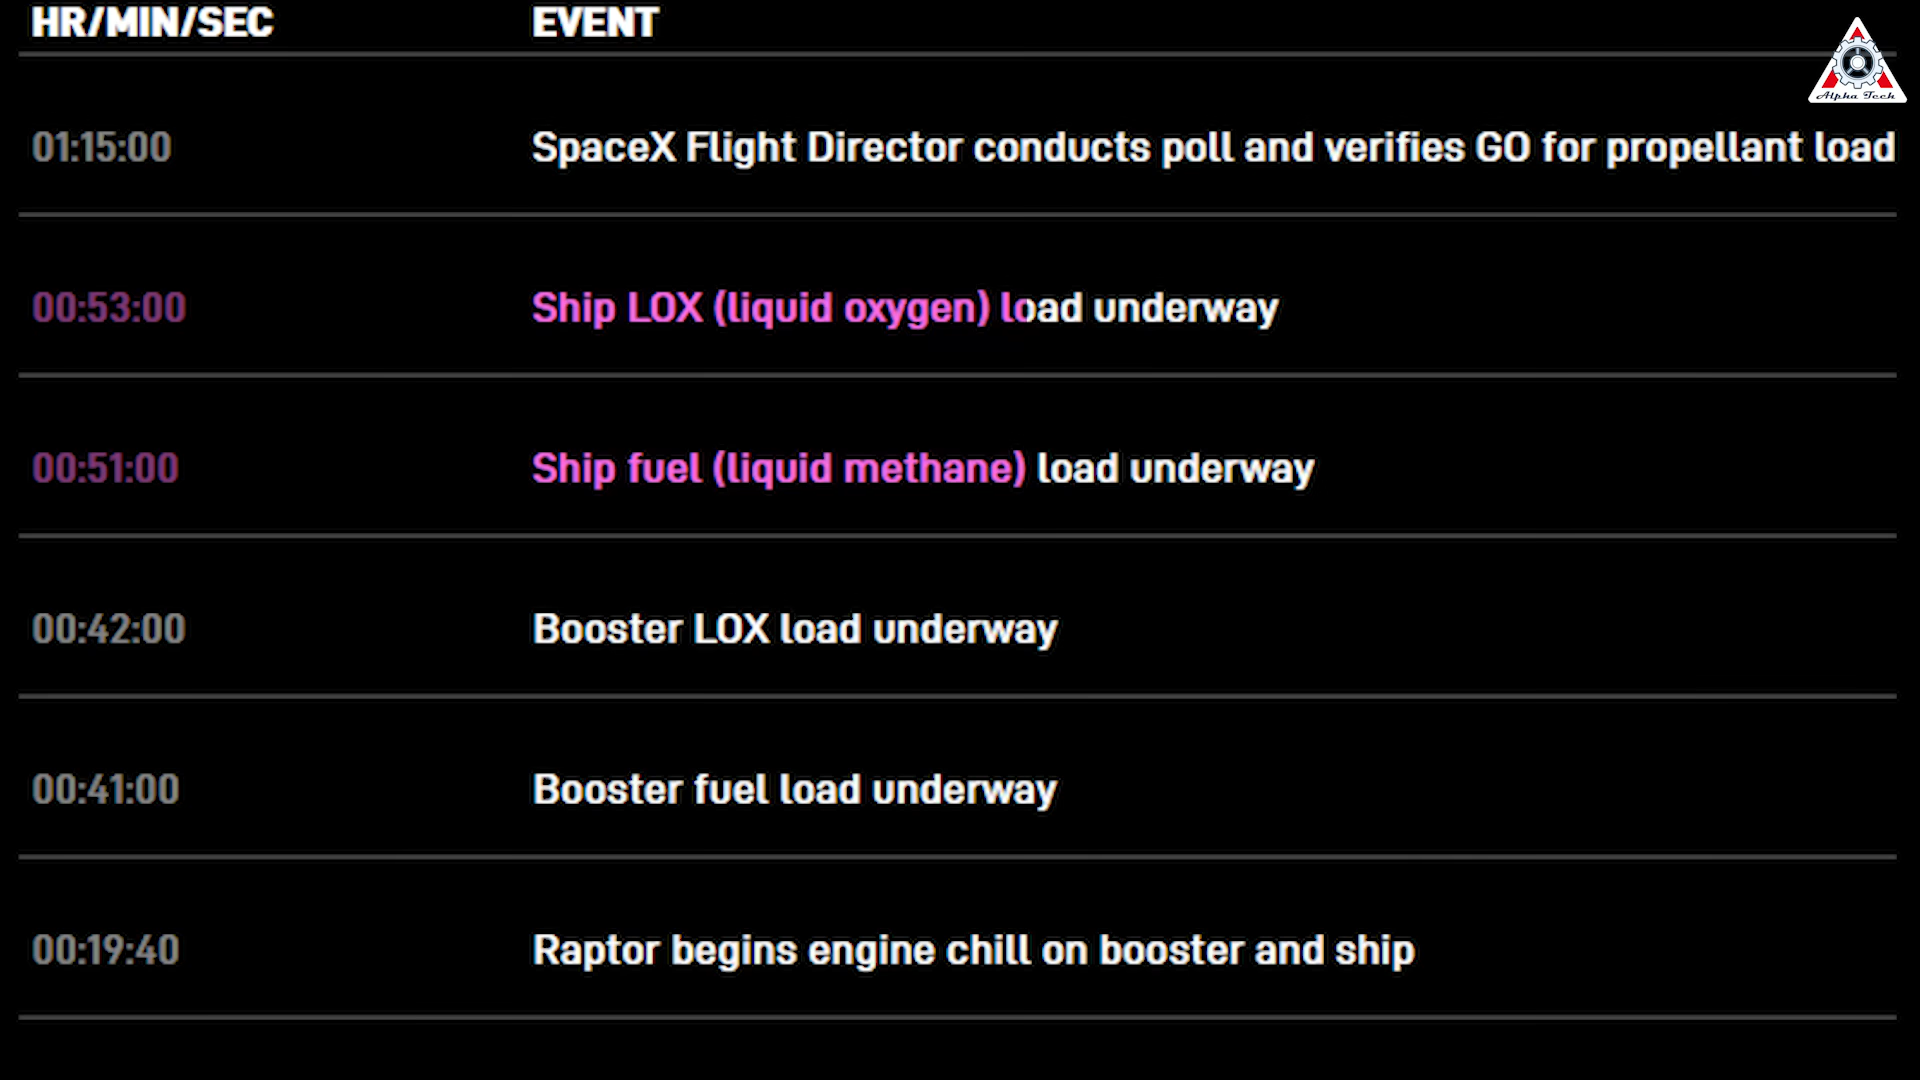 HR/MIN/SEC EVENT
01:15:00 SpaceX Flight Director conducts poll and verifies GO for propellant load
00:53:00 Ship LOX (liquid oxygen) load underway
00:51:00 Ship fuel (liquid methane) load underway
00:42:00 Booster LOX load underway
00:41:00 Booster fuel load underway
00:19:40 Raptor begins engine chill on booster and ship
Alpha Tech